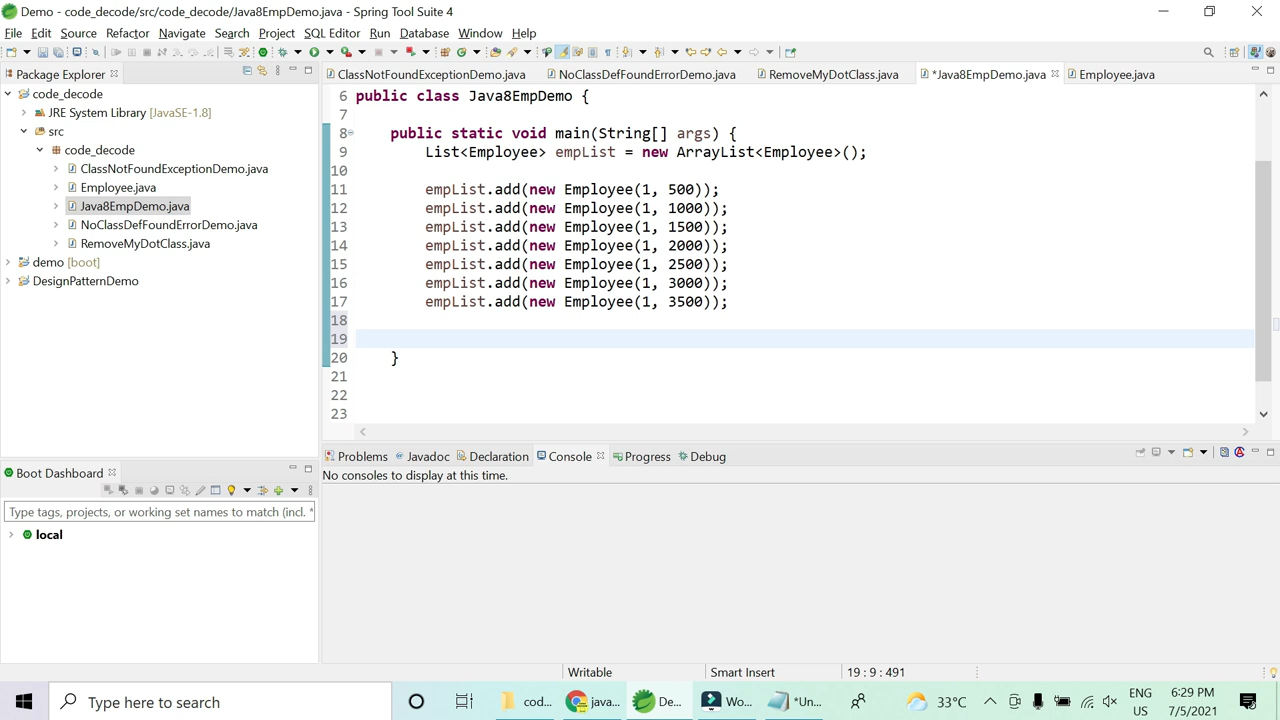 Demo - code_decode/src/code_decode/Java8EmpDemo.java - Spring Tool Suite 4
File Edit Source Refactor Navigate Search Project SQL Editor Run Database Window Help
Package Explorer
code_decode
JRE System Library [JavaSE-1.8]
src
code_decode
ClassNotFoundExceptionDemo.java
Employee.java
Java8EmpDemo.java
NoClassDefFoundErrorDemo.java
RemoveMyDotClass.java
demo [boot]
DesignPatternDemo
ClassNotFoundExceptionDemo.java NoClassDefFoundErrorDemo.java RemoveMyDotClass.java *Java8EmpDemo.java Employee.java
6 public class Java8EmpDemo {
7
8 public static void main(String[] args) {
9 List<Employee> empList = new ArrayList<Employee>();
10
11 empList.add(new Employee(1, 500));
12 empList.add(new Employee(1, 1000));
13 empList.add(new Employee(1, 1500));
14 empList.add(new Employee(1, 2000));
15 empList.add(new Employee(1, 2500));
16 empList.add(new Employee(1, 3000));
17 empList.add(new Employee(1, 3500));
18
19
20 }
21
22
23
Boot Dashboard
Type tags, projects, or working set names to match (incl. *
local
Problems Javadoc Declaration Console Progress Debug
No consoles to display at this time.
Writable Smart Insert 19 : 9 : 491
Type here to search
cod... java... De... Wo... *Un...
33°C
ENG
US
6:29 PM
7/5/2021